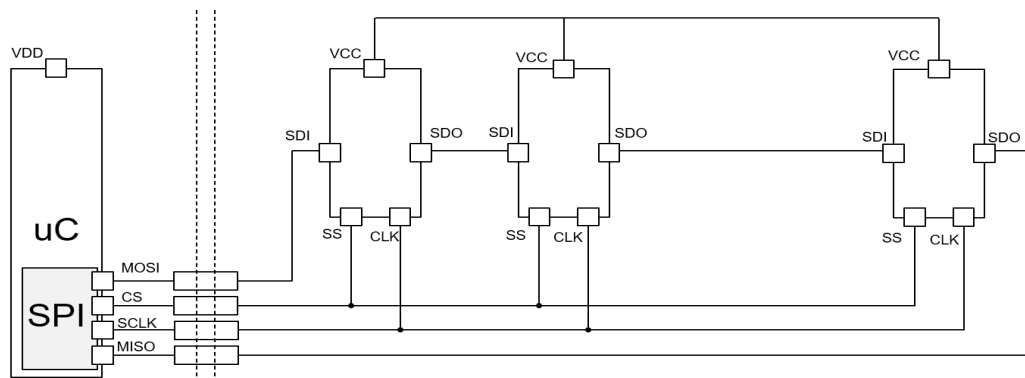 VDD
VCC
VCC
VCC
SDI
SDO
SDI
SDO
SDI
SDO
uC
SS
CLK
SS
CLK
SS
CLK
MOSI
SPI
CS
SCLK
MISO